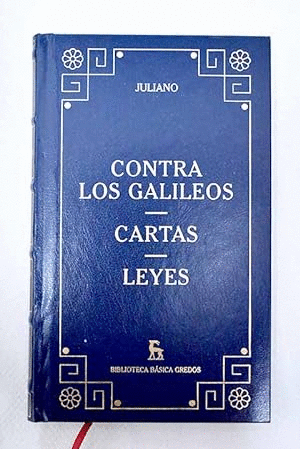 JULIANO
CONTRA
LOS GALILEOS
CARTAS
LEYES
BIBLIOTECA BÁSICA GREDOS